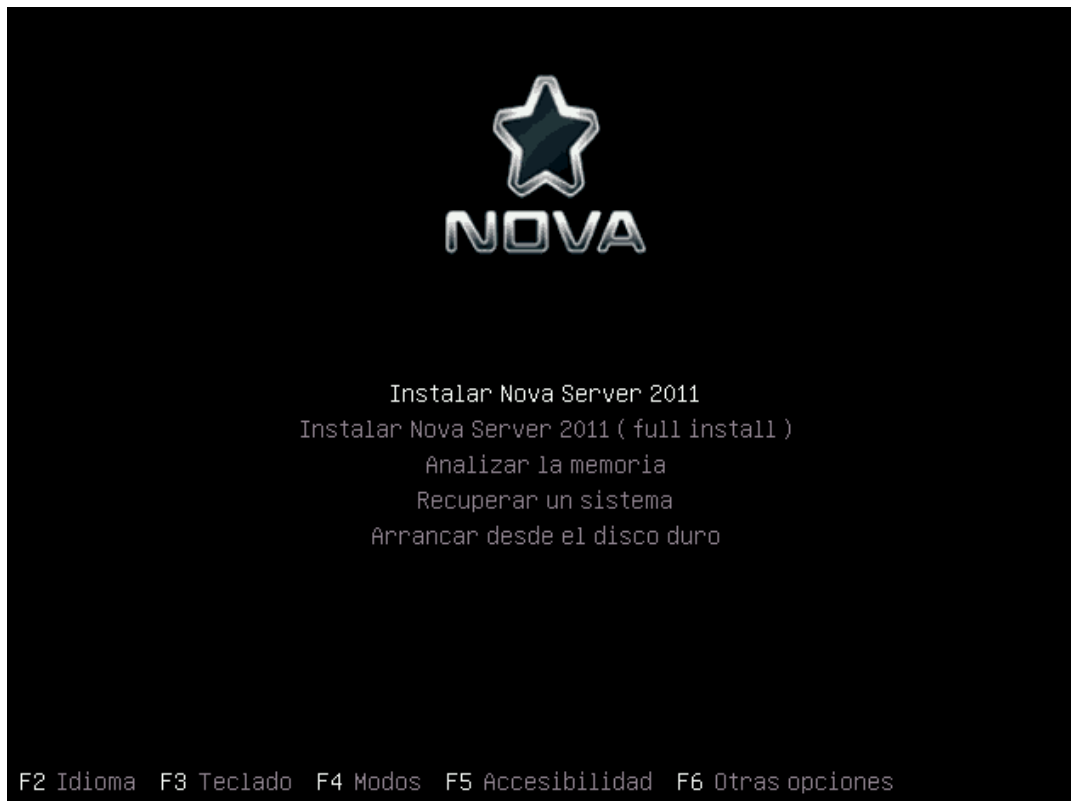 NOVA
Instalar Nova Server 2011
Instalar Nova Server 2011 ( full install )
Analizar la memoria
Recuperar un sistema
Arrancar desde el disco duro
F2 Idioma F3 Teclado F4 Modos F5 Accesibilidad F6 Otras opciones